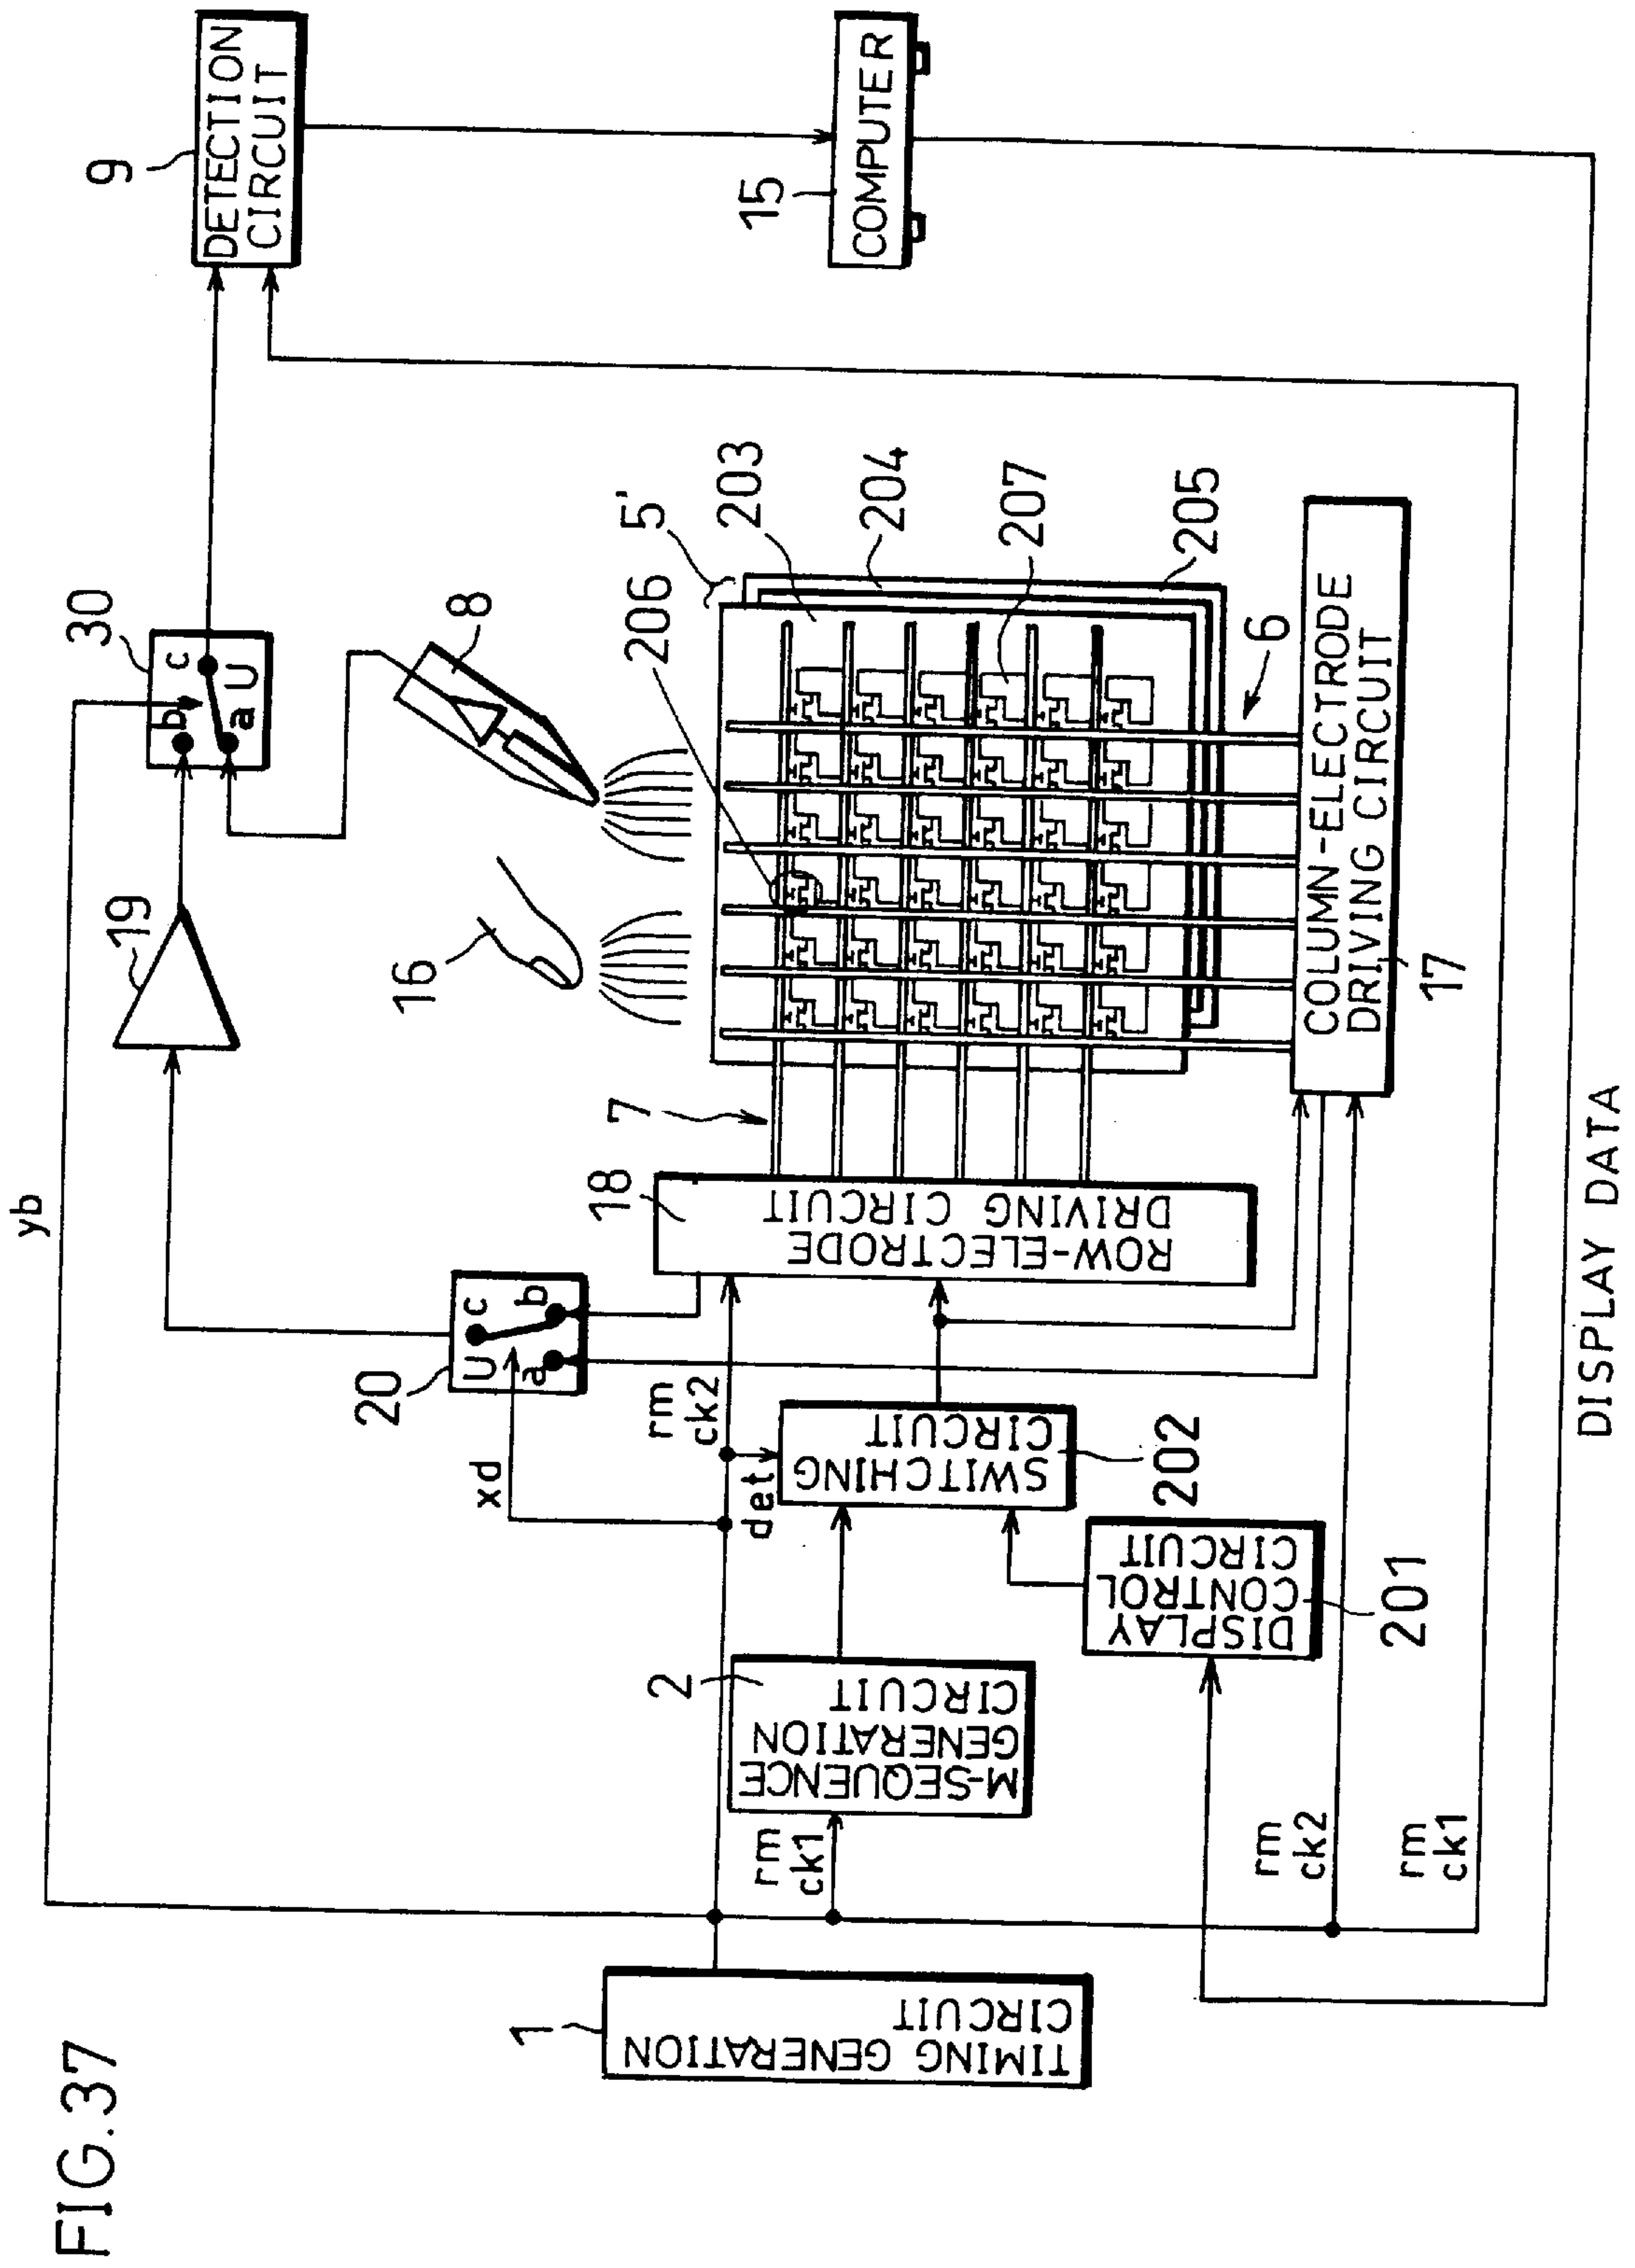 FIG.37
yb
30
b
c
a
U
9
DETECTION
CIRCUIT
19
16
8
20
U
c
a
b
xd
rm
ck2
det
18
ROW-ELECTRODE
DRIVING CIRCUIT
7
206
5'
203
204
207
205
6
15
COMPUTER
1
TIMING GENERATION
CIRCUIT
rm
ck1
2
M-SEQUENCE
GENERATION
CIRCUIT
SWITCHING
CIRCUIT
202
DISPLAY
CONTROL
CIRCUIT
201
COLUMN-ELECTRODE
DRIVING CIRCUIT
17
rm
ck2
rm
ck1
DISPLAY DATA